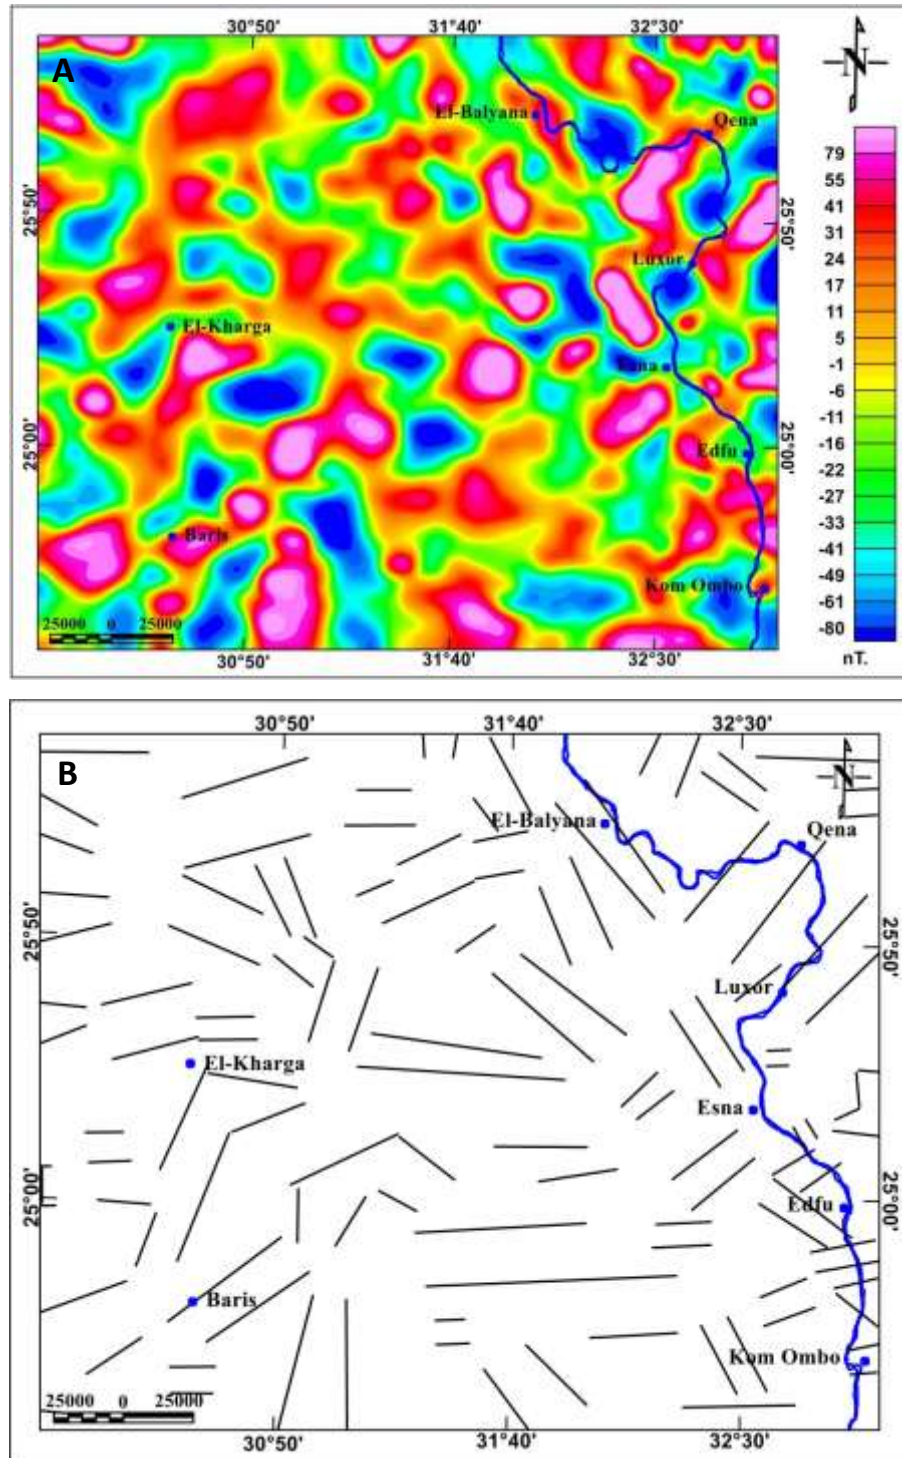 30°50' 31°40' 32°30'
A
N
El-Balyana
Qena
79
55
25°50'
25°50'
41
31
Luxor
24
17
El-Kharga
11
5
-1
-6
-11
25°00'
25°00'
Edfu
-16
-22
-27
-33
Baris
-41
-49
Kom Ombo
-61
25000 0 25000
-80
30°50' 31°40' 32°30'
nT.
30°50' 31°40' 32°30'
B
N
El-Balyana
Qena
25°50'
25°50'
Luxor
El-Kharga
Esna
25°00'
25°00'
Edfu
Baris
Kom Ombo
25000 0 25000
30°50' 31°40' 32°30'